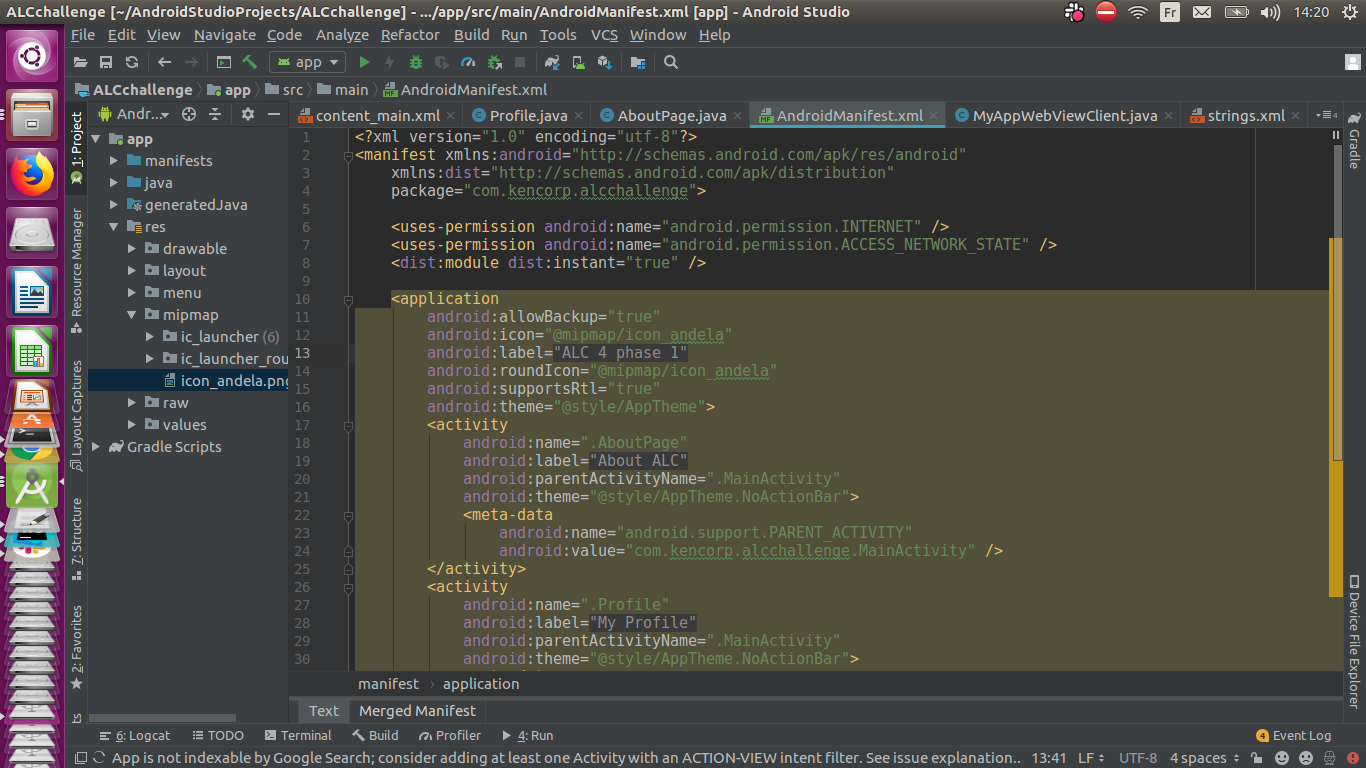 ALCchallenge [~/AndroidStudioProjects/ALCchallenge] - .../app/src/main/AndroidManifest.xml [app] - Android Studio
Fr
14:20
File Edit View Navigate Code Analyze Refactor Build Run Tools VCS Window Help
app
ALCchallenge app src main AndroidManifest.xml
Andr...
content_main.xml Profile.java AboutPage.java AndroidManifest.xml MyAppWebViewClient.java strings.xml
1: Project
Resource Manager
Layout Captures
7: Structure
2: Favorites
ts
app
manifests
java
generatedJava
res
drawable
layout
menu
mipmap
ic_launcher (6)
ic_launcher_rou
icon_andela.png
raw
values
Gradle Scripts
1 <?xml version="1.0" encoding="utf-8"?>
2 <manifest xmlns:android="http://schemas.android.com/apk/res/android"
3 xmlns:dist="http://schemas.android.com/apk/distribution"
4 package="com.kencorp.alcchallenge">
5
6 <uses-permission android:name="android.permission.INTERNET" />
7 <uses-permission android:name="android.permission.ACCESS_NETWORK_STATE" />
8 <dist:module dist:instant="true" />
9
10 <application
11 android:allowBackup="true"
12 android:icon="@mipmap/icon_andela"
13 android:label="ALC 4 phase 1"
14 android:roundIcon="@mipmap/icon_andela"
15 android:supportsRtl="true"
16 android:theme="@style/AppTheme">
17 <activity
18 android:name=".AboutPage"
19 android:label="About ALC"
20 android:parentActivityName=".MainActivity"
21 android:theme="@style/AppTheme.NoActionBar">
22 <meta-data
23 android:name="android.support.PARENT_ACTIVITY"
24 android:value="com.kencorp.alcchallenge.MainActivity" />
25 </activity>
26 <activity
27 android:name=".Profile"
28 android:label="My Profile"
29 android:parentActivityName=".MainActivity"
30 android:theme="@style/AppTheme.NoActionBar">
Gradle
Device File Explorer
manifest application
Text Merged Manifest
6: Logcat TODO Terminal Build Profiler 4: Run 4 Event Log
App is not indexable by Google Search; consider adding at least one Activity with an ACTION-VIEW intent filter. See issue explanation... 13:41 LF UTF-8 4 spaces